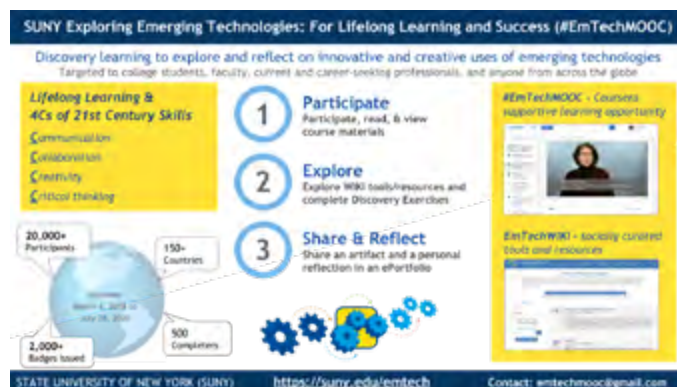 SUNY Exploring Emerging Technologies: For Lifelong Learning and Success (#EmTechMOOC)
Discovery learning to explore and reflect on innovative and creative uses of emerging technologies
Targeted to college students, faculty, current and career-seeking professionals, and anyone from across the globe
Lifelong Learning &
4Cs of 21st Century Skills
Communication
Collaboration
Creativity
Critical thinking
20,000+
Participants
150+
Countries
2,000+
Badges Issued
500
Completers
1
Participate
Participate, read, & view
course materials
2
Explore
Explore WIKI tools/resources and
complete Discovery Exercises
3
Share & Reflect
Share an artifact and a personal
reflection in an ePortfolio
#EmTechMOOC - Coursera
supportive learning opportunity
EmTechWIKI - socially curated
tools and resources
STATE UNIVERSITY OF NEW YORK (SUNY)
https://suny.edu/emtech
Contact: emtechmooc@gmail.com